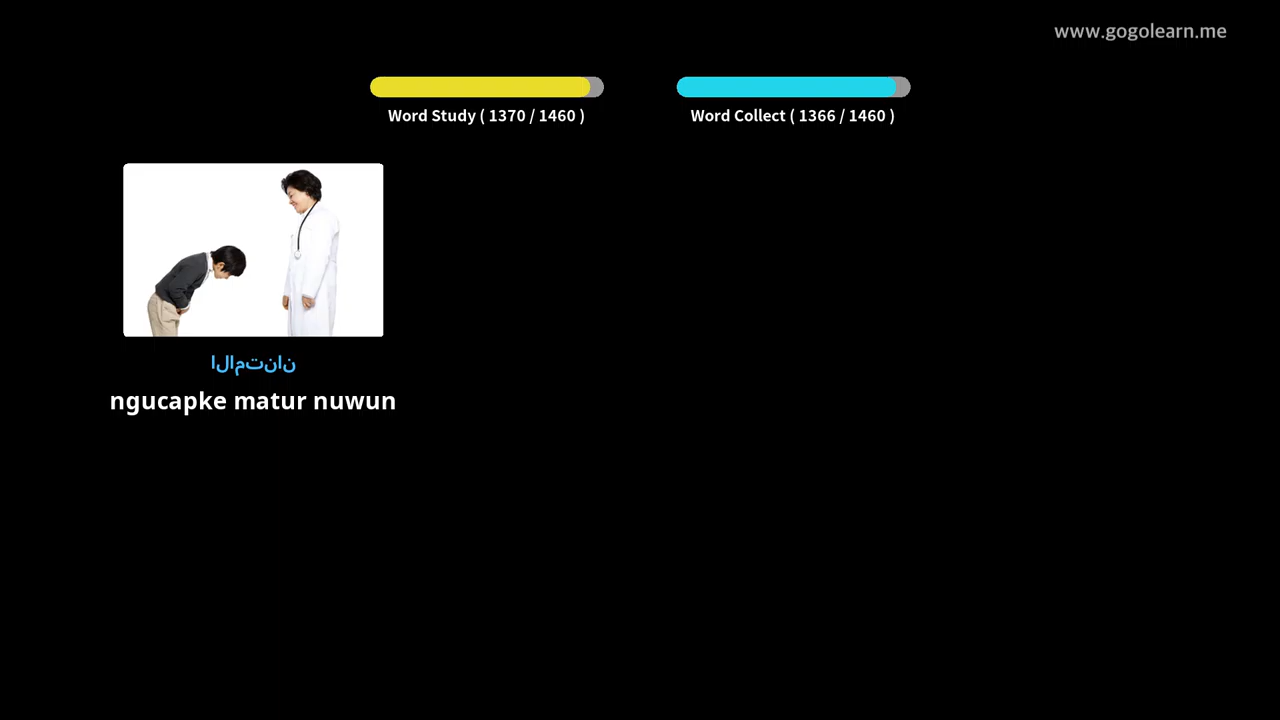 www.gogolearn.me
Word Study ( 1370 / 1460 )
Word Collect ( 1366 / 1460 )
الامتنان
ngucapke matur nuwun